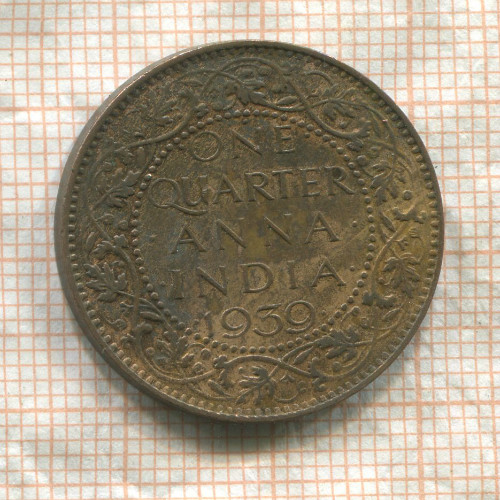 ONE
QUARTER
ANNA
· INDIA ·
1939